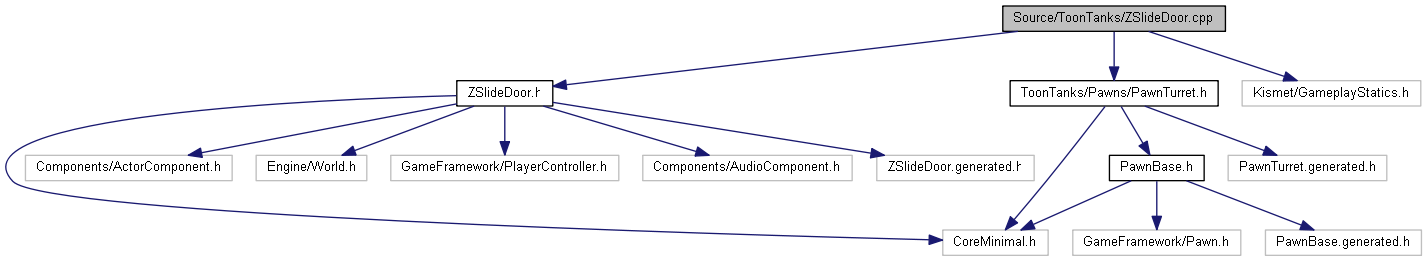 Source/ToonTanks/ZSlideDoor.cpp
ZSlideDoor.h
ToonTanks/Pawns/PawnTurret.h
Kismet/GameplayStatics.h
Components/ActorComponent.h
Engine/World.h
GameFramework/PlayerController.h
Components/AudioComponent.h
ZSlideDoor.generated.h
PawnBase.h
PawnTurret.generated.h
CoreMinimal.h
GameFramework/Pawn.h
PawnBase.generated.h